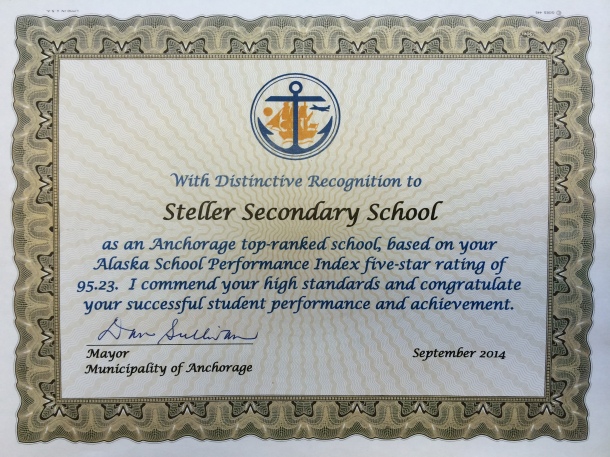 With Distinctive Recognition to
Steller Secondary School
as an Anchorage top-ranked school, based on your
Alaska School Performance Index five-star rating of
95.23.  I commend your high standards and congratulate
your successful student performance and achievement.
Dan Sullivan
Mayor
Municipality of Anchorage
September 2014